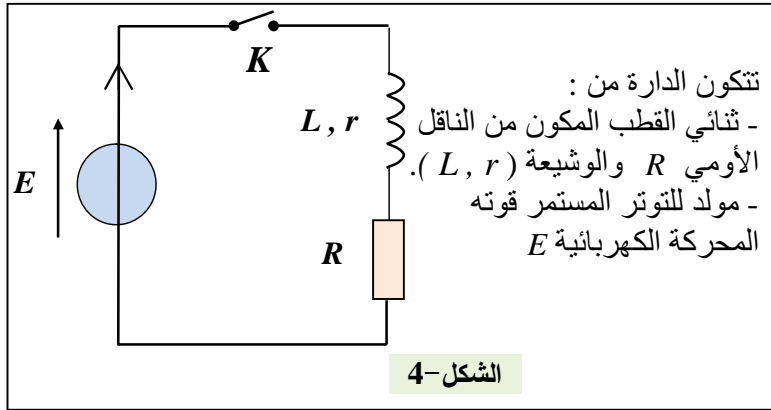 K
L , r
E
R
تتكون الدارة من :
- ثنائي القطب المكون من الناقل
الأومي R والوشيعة ( L , r ).
- مولد للتوتر المستمر قوته
المحركة الكهربائية E
الشكل-4